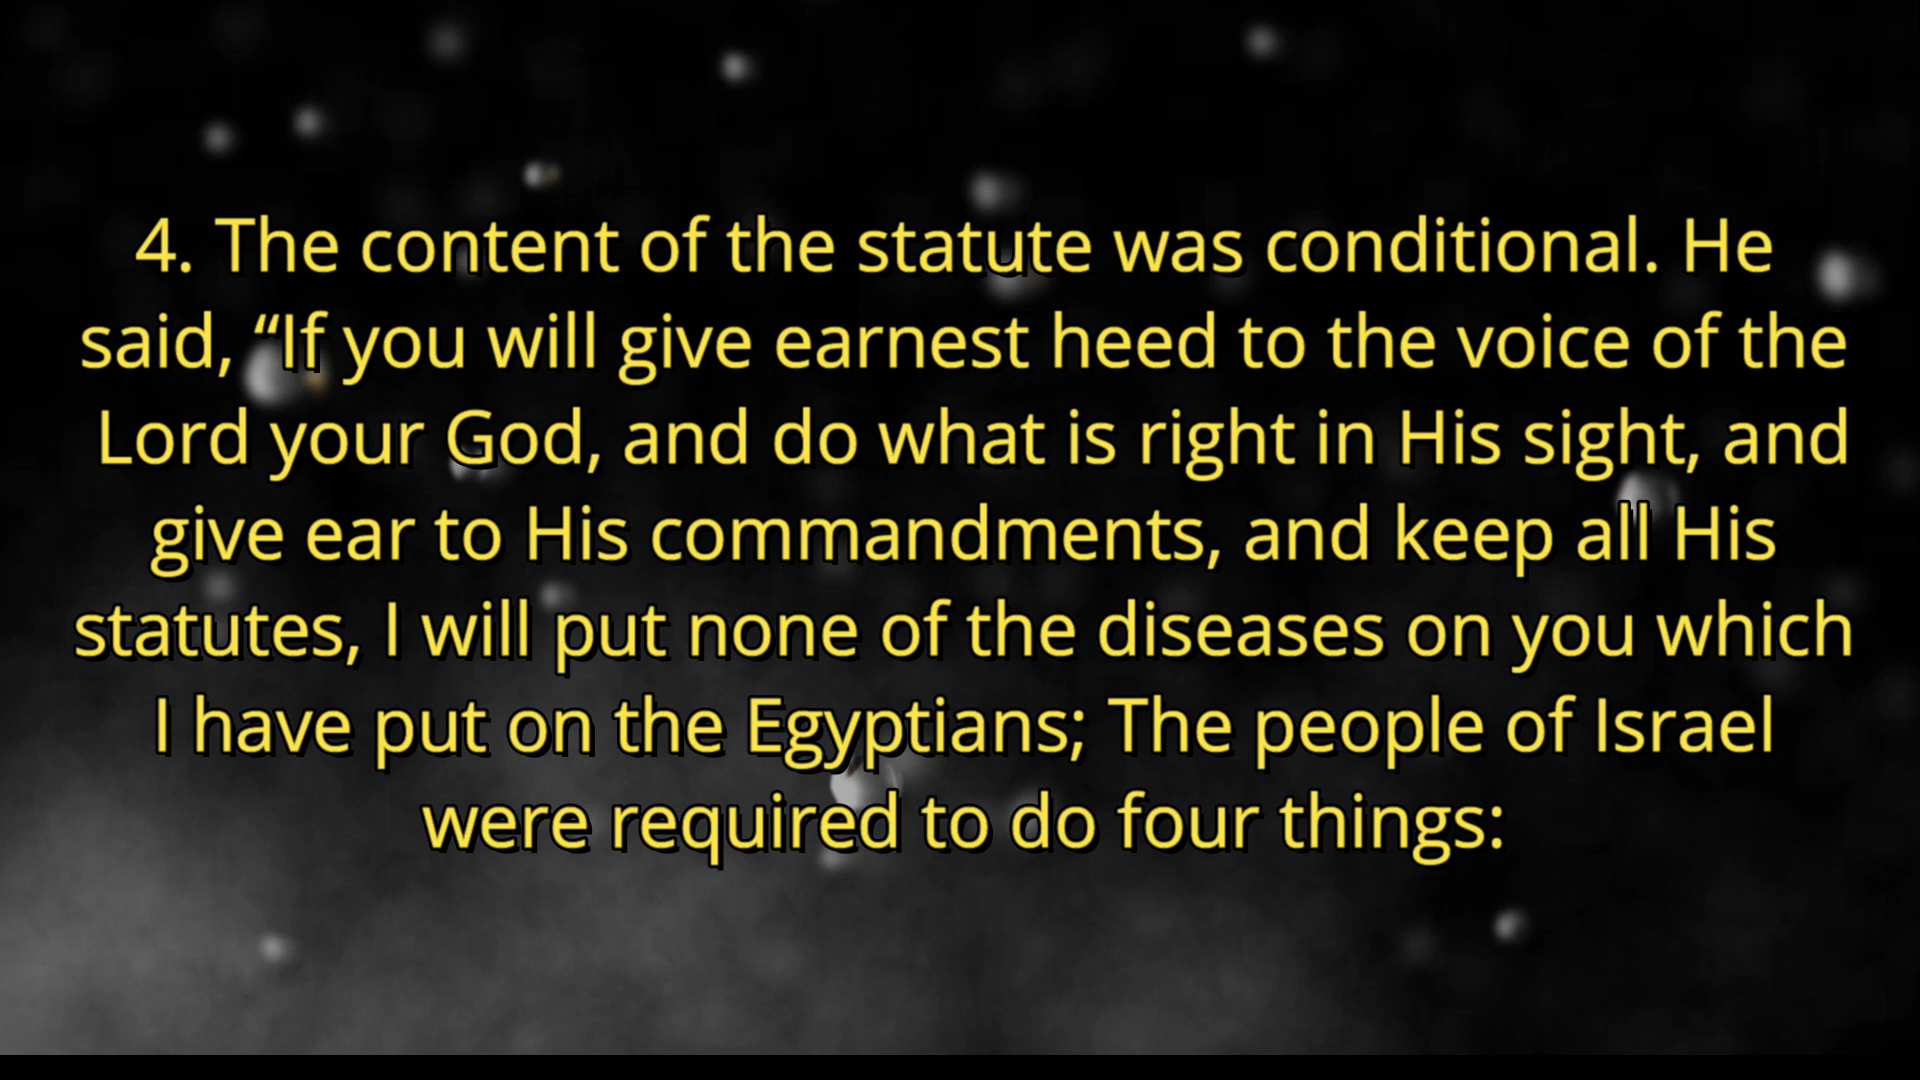 4. The content of the statute was conditional. He
said, “If you will give earnest heed to the voice of the
Lord your God, and do what is right in His sight, and
give ear to His commandments, and keep all His
statutes, I will put none of the diseases on you which
I have put on the Egyptians; The people of Israel
were required to do four things: